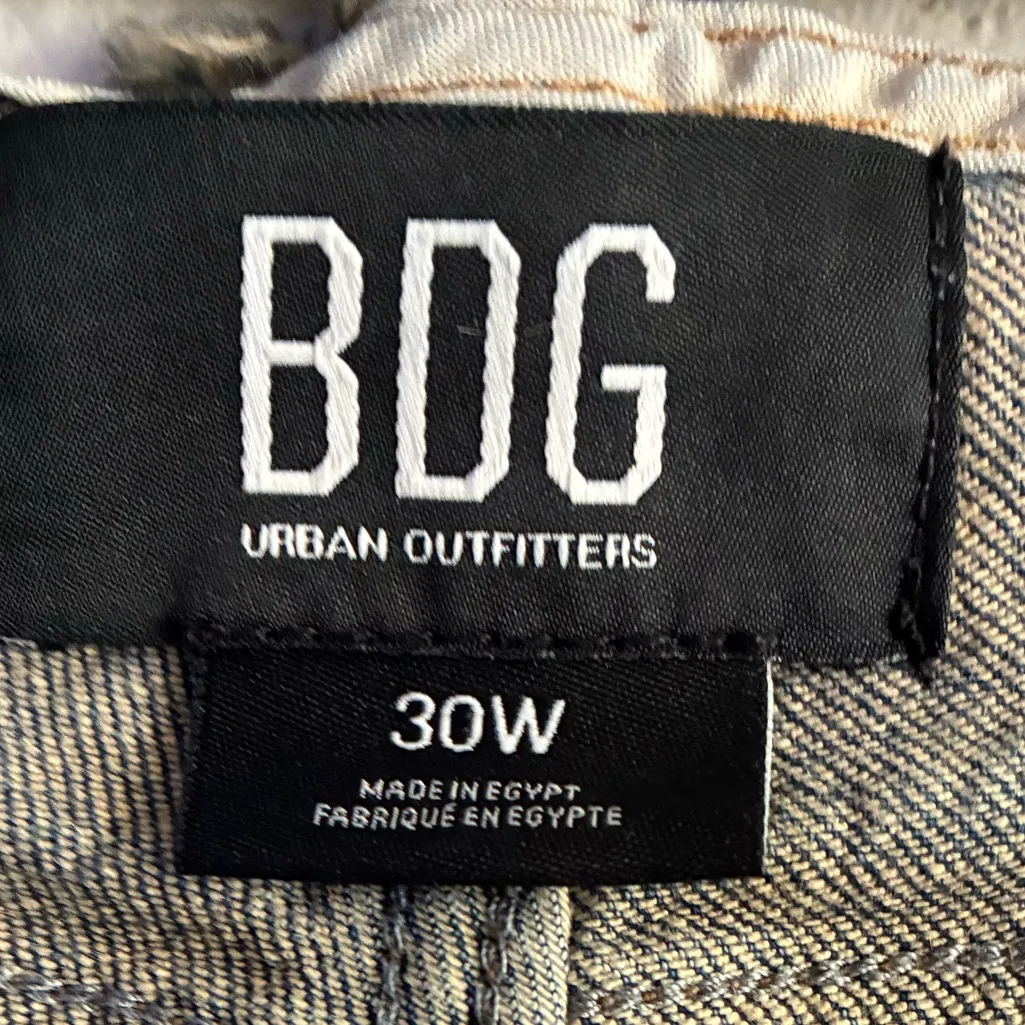 BDG
URBAN OUTFITTERS
30W
MADE IN EGYPT
FABRIQUÉ EN EGYPTE